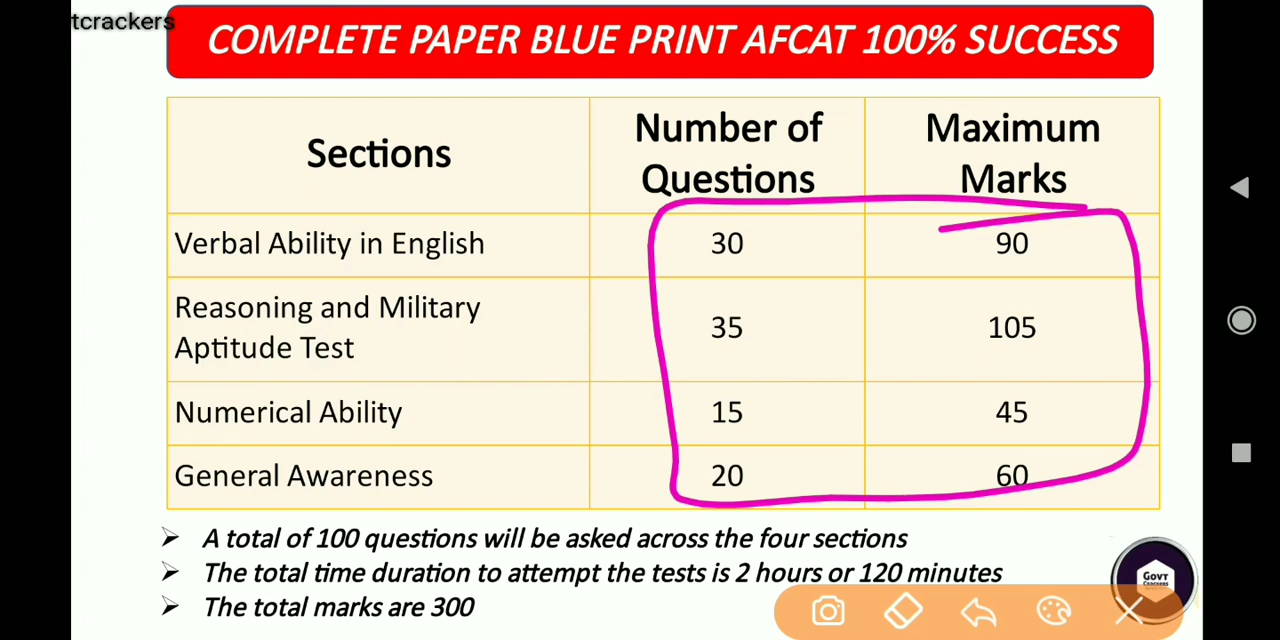 tcrackers
COMPLETE PAPER BLUE PRINT AFCAT 100% SUCCESS
Sections
Number of
Questions
Maximum
Marks
Verbal Ability in English 30 90
Reasoning and Military
Aptitude Test 35 105
Numerical Ability 15 45
General Awareness 20 60
A total of 100 questions will be asked across the four sections
The total time duration to attempt the tests is 2 hours or 120 minutes
The total marks are 300
GOVT
CRACKERS